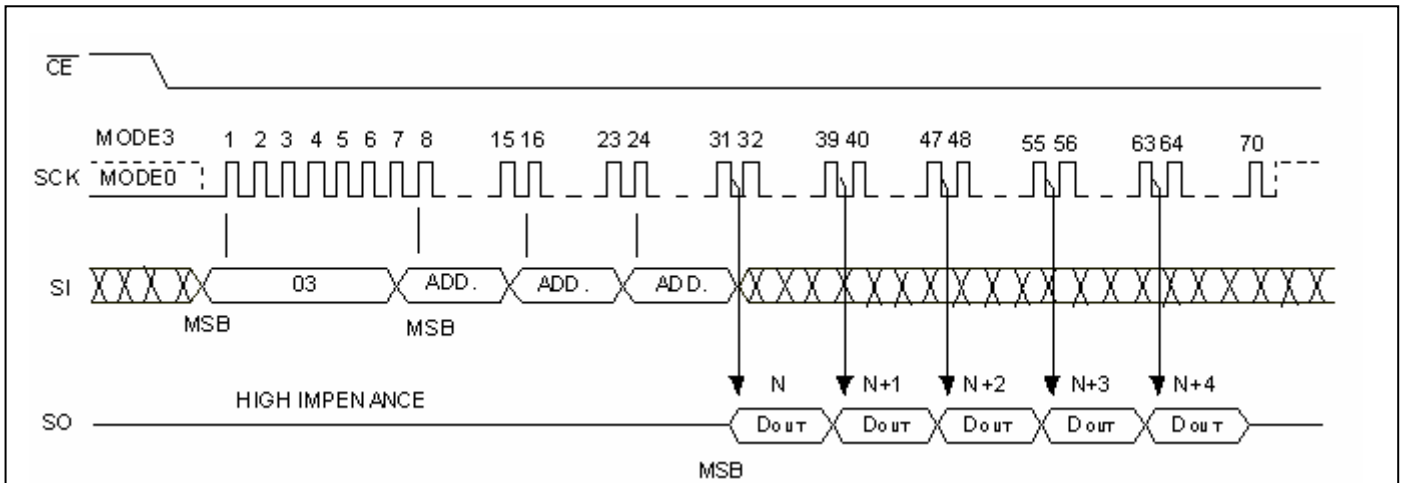 CE
MODE3 1 2 3 4 5 6 7 8 15 16 23 24 31 32 39 40 47 48 55 56 63 64 70
SCK MODE0
SI 03 ADD. ADD. ADD.
MSB MSB
N N+1 N+2 N+3 N+4
HIGH IMPENANCE
SO DOUT DOUT DOUT DOUT DOUT
MSB